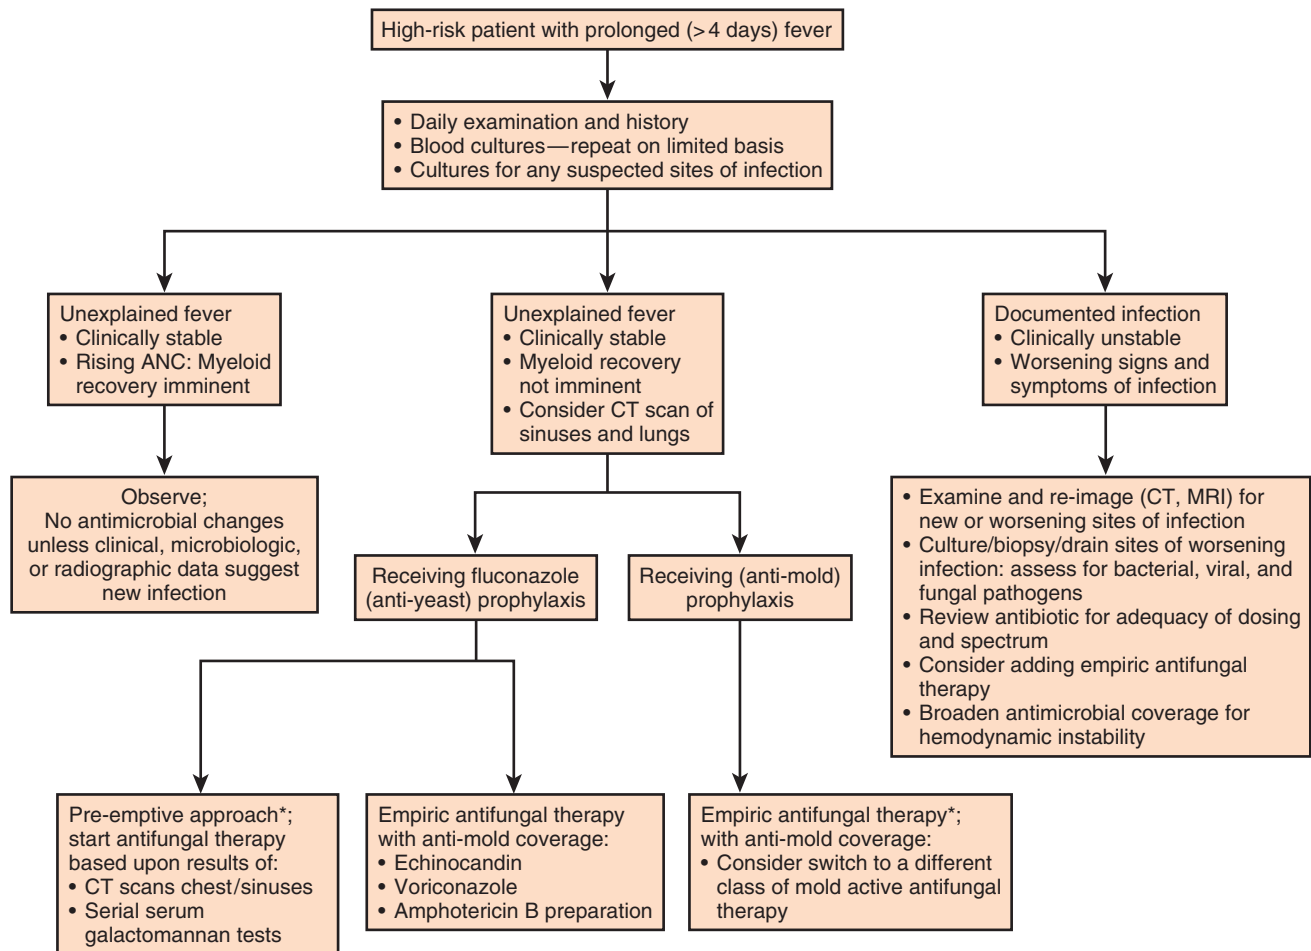 High-risk patient with prolonged (>4 days) fever
• Daily examination and history
• Blood cultures—repeat on limited basis
• Cultures for any suspected sites of infection
Unexplained fever
• Clinically stable
• Rising ANC: Myeloid
recovery imminent
Unexplained fever
• Clinically stable
• Myeloid recovery
not imminent
• Consider CT scan of
sinuses and lungs
Documented infection
• Clinically unstable
• Worsening signs and
symptoms of infection
Observe;
No antimicrobial changes
unless clinical, microbiologic,
or radiographic data suggest
new infection
Receiving fluconazole
(anti-yeast) prophylaxis
Receiving (anti-mold)
prophylaxis
• Examine and re-image (CT, MRI) for
new or worsening sites of infection
• Culture/biopsy/drain sites of worsening
infection: assess for bacterial, viral, and
fungal pathogens
• Review antibiotic for adequacy of dosing
and spectrum
• Consider adding empiric antifungal
therapy
• Broaden antimicrobial coverage for
hemodynamic instability
Pre-emptive approach*;
start antifungal therapy
based upon results of:
• CT scans chest/sinuses
• Serial serum
galactomannan tests
Empiric antifungal therapy
with anti-mold coverage:
• Echinocandin
• Voriconazole
• Amphotericin B preparation
Empiric antifungal therapy*;
with anti-mold coverage:
• Consider switch to a different
class of mold active antifungal
therapy